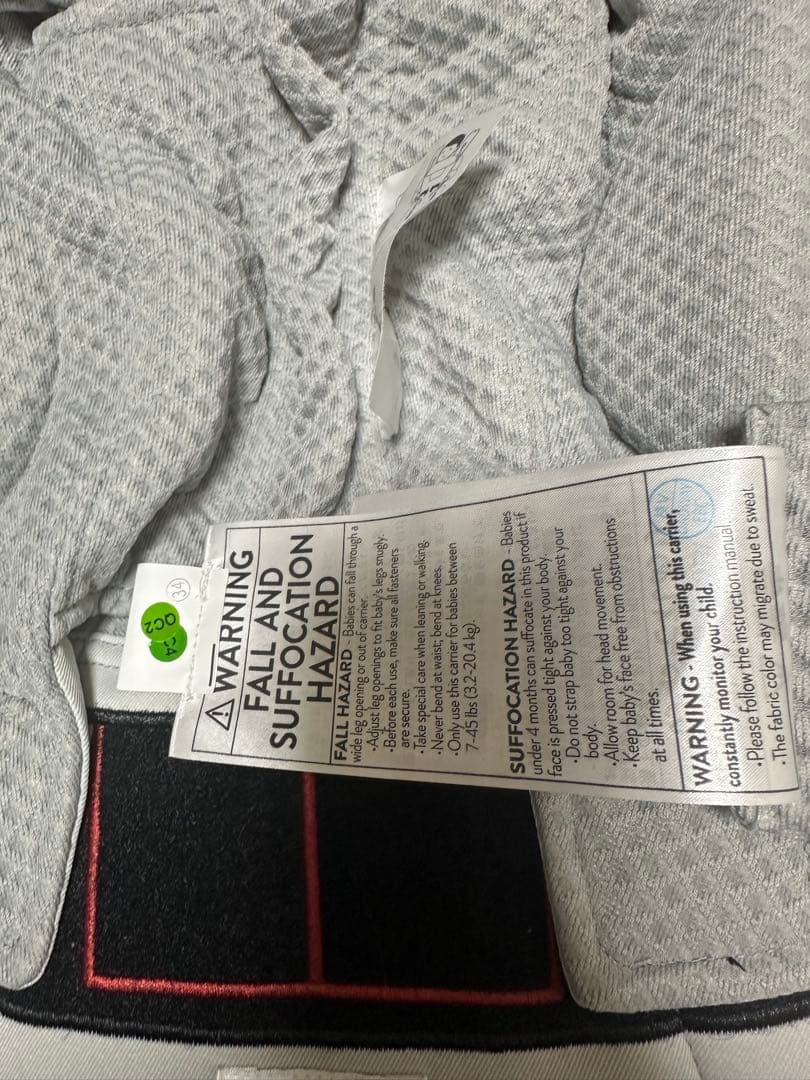 ⚠ WARNING
FALL AND
SUFFOCATION
HAZARD
FALL HAZARD - Babies can fall through a
wide leg opening or out of carrier.
•Adjust leg openings to fit baby's legs snugly.
•Before each use, make sure all fasteners
are secure.
•Take special care when leaning or walking.
•Never bend at waist; bend at knees.
•Only use this carrier for babies between
7-45 lbs (3.2-20.4 kg).
SUFFOCATION HAZARD - Babies
under 4 months can suffocate in this product if
face is pressed tight against your body.
•Do not strap baby too tight against your
body.
•Allow room for head movement.
•Keep baby's face free from obstructions
at all times.
WARNING - When using this carrier,
constantly monitor your child.
•Please follow the instruction manual.
•The fabric color may migrate due to sweat.
34
QC2